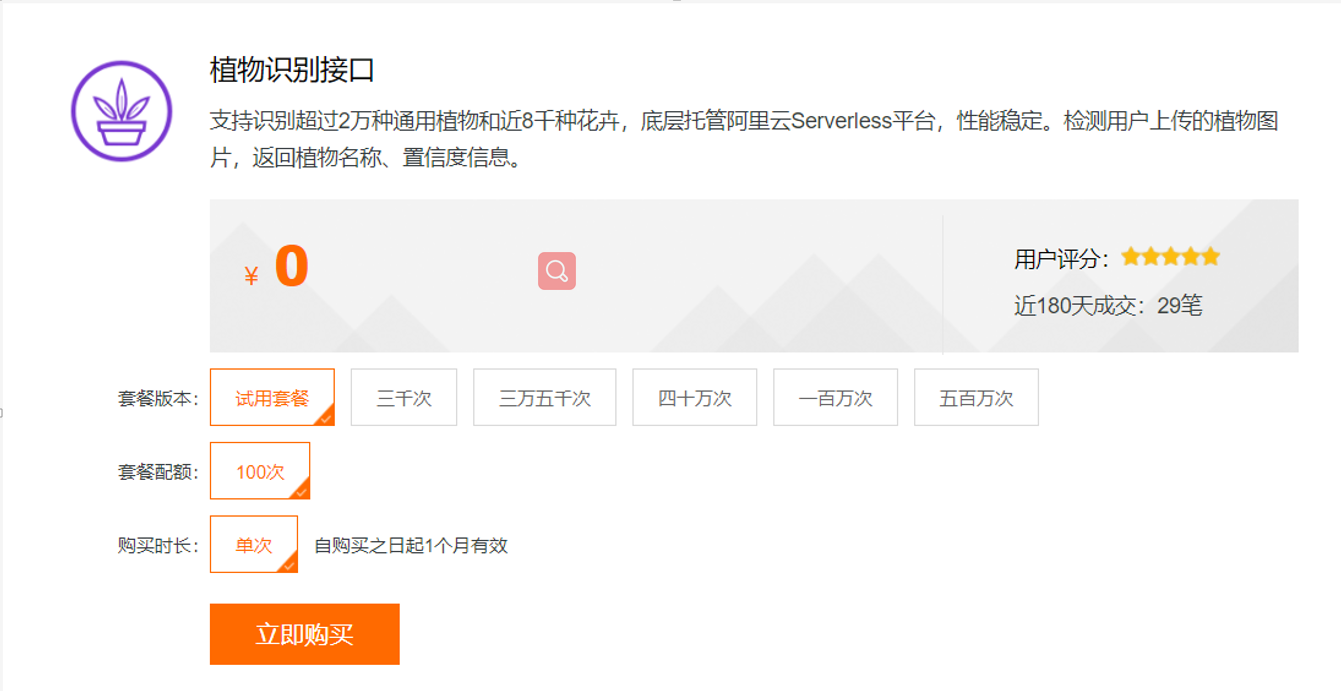 植物识别接口
支持识别超过2万种通用植物和近8千种花卉，底层托管阿里云Serverless平台，性能稳定。检测用户上传的植物图
片，返回植物名称、置信度信息。
¥ 0
用户评分：
近180天成交：29笔
套餐版本： 试用套餐 三千次 三万五千次 四十万次 一百万次 五百万次
套餐配额： 100次
购买时长： 单次 自购买之日起1个月有效
立即购买